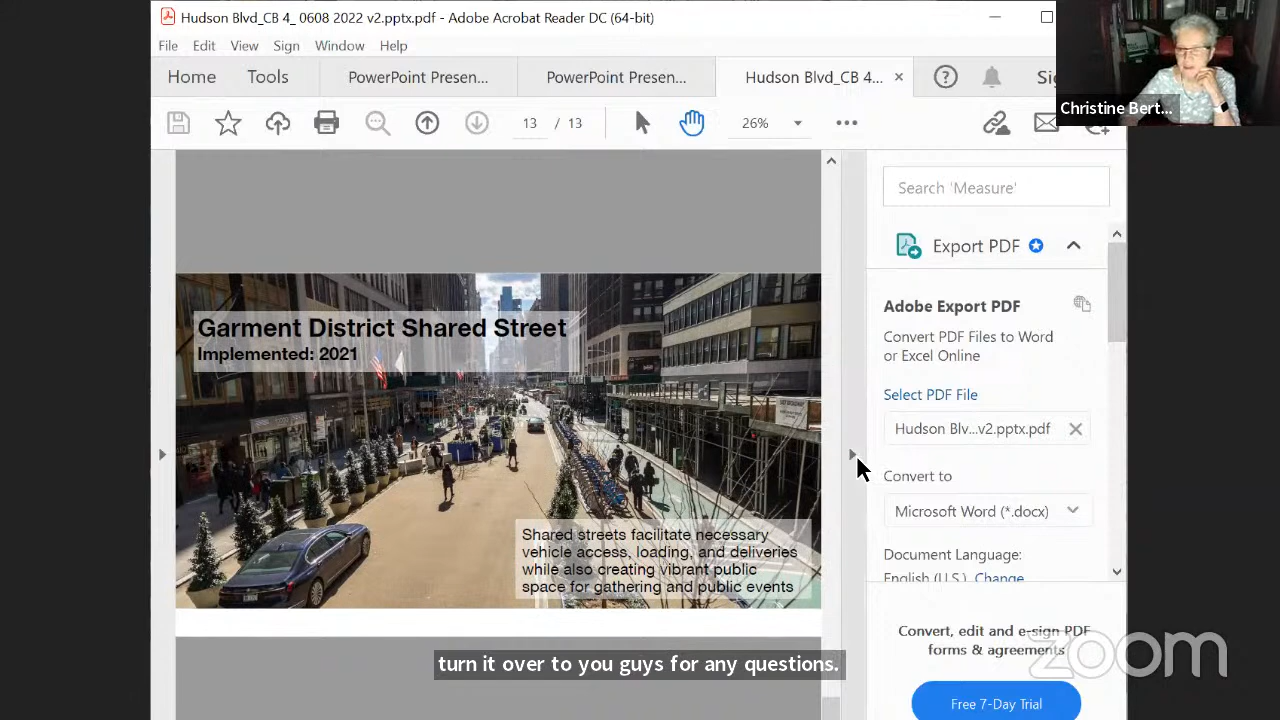 Hudson Blvd_CB 4_ 0608 2022 v2.pptx.pdf - Adobe Acrobat Reader DC (64-bit)
File Edit View Sign Window Help
Home Tools PowerPoint Presen... PowerPoint Presen... Hudson Blvd_CB 4...
13 / 13 26%
Christine Bert...
Search 'Measure'
Export PDF
Adobe Export PDF
Convert PDF Files to Word
or Excel Online
Select PDF File
Hudson Blv...v2.pptx.pdf
Convert to
Microsoft Word (*.docx)
Document Language:
English (U.S.) Change
Convert, edit and e-sign PDF
forms & agreements
Free 7-Day Trial
Garment District Shared Street
Implemented: 2021
Shared streets facilitate necessary
vehicle access, loading, and deliveries
while also creating vibrant public
space for gathering and public events
turn it over to you guys for any questions.
zoom